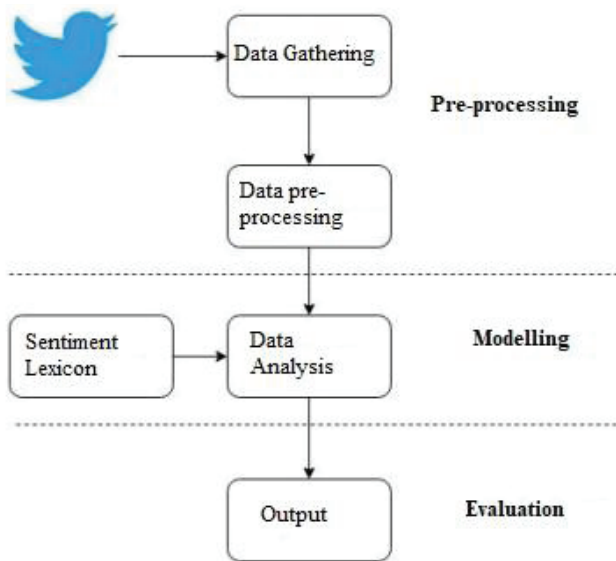 Data Gathering
Pre-processing
Data pre-
processing
Sentiment
Lexicon
Data
Analysis
Modelling
Output
Evaluation